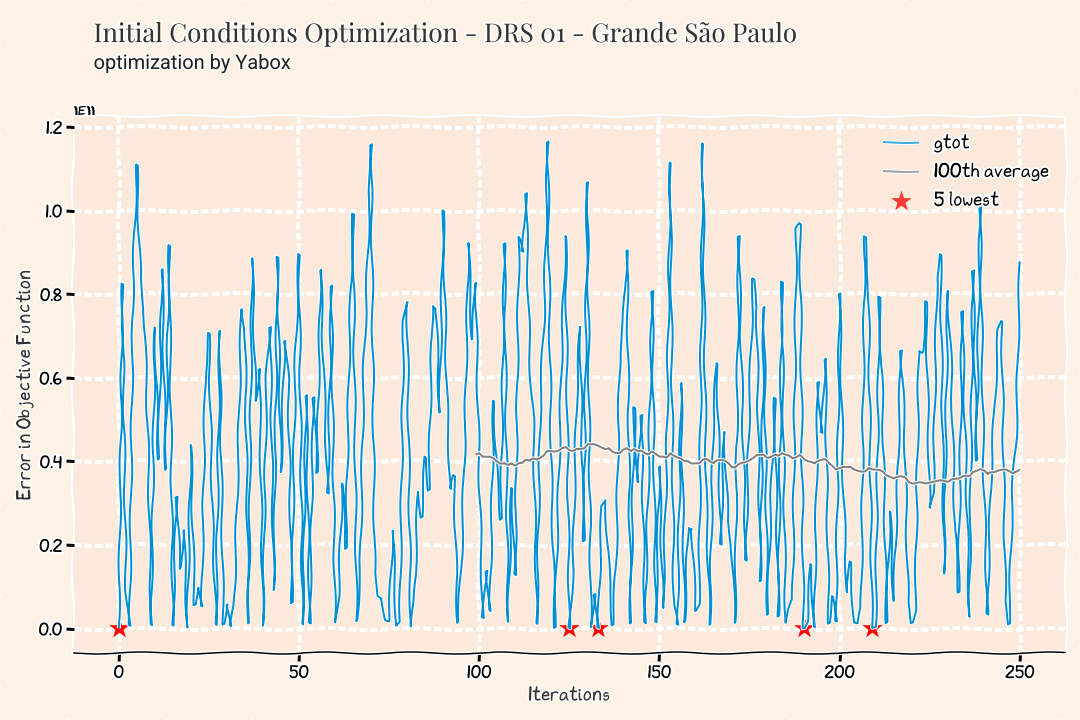 Initial Conditions Optimization - DRS 01 - Grande São Paulo
optimization by Yabox
1E11
1.2
1.0
0.8
0.6
0.4
0.2
0.0
Error in Objective Function
gtot
100th average
5 lowest
0 50 100 150 200 250
Iterations